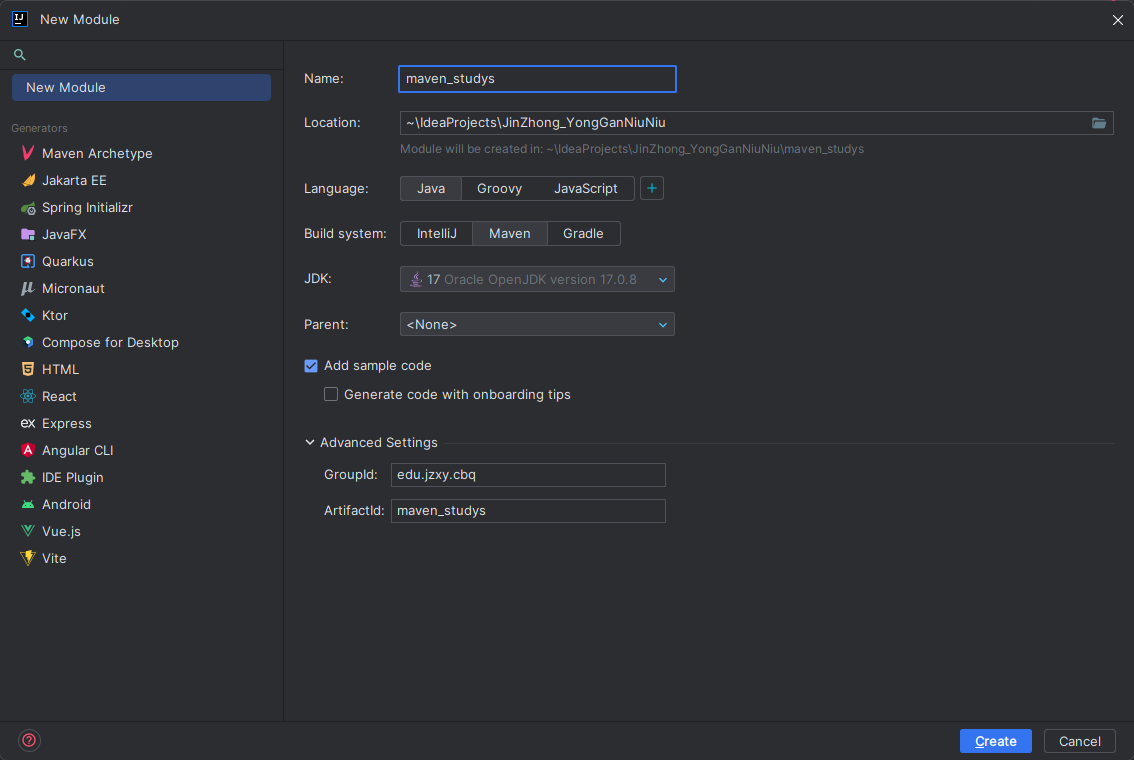 New Module
New Module
Generators
Maven Archetype
Jakarta EE
Spring Initializr
JavaFX
Quarkus
Micronaut
Ktor
Compose for Desktop
HTML
React
Express
Angular CLI
IDE Plugin
Android
Vue.js
Vite
Name: maven_studys
Location: ~\IdeaProjects\JinZhong_YongGanNiuNiu
Module will be created in: ~\IdeaProjects\JinZhong_YongGanNiuNiu\maven_studys
Language: Java Groovy JavaScript
Build system: IntelliJ Maven Gradle
JDK: 17 Oracle OpenJDK version 17.0.8
Parent: <None>
Add sample code
Generate code with onboarding tips
Advanced Settings
GroupId: edu.jzxy.cbq
ArtifactId: maven_studys
Create Cancel